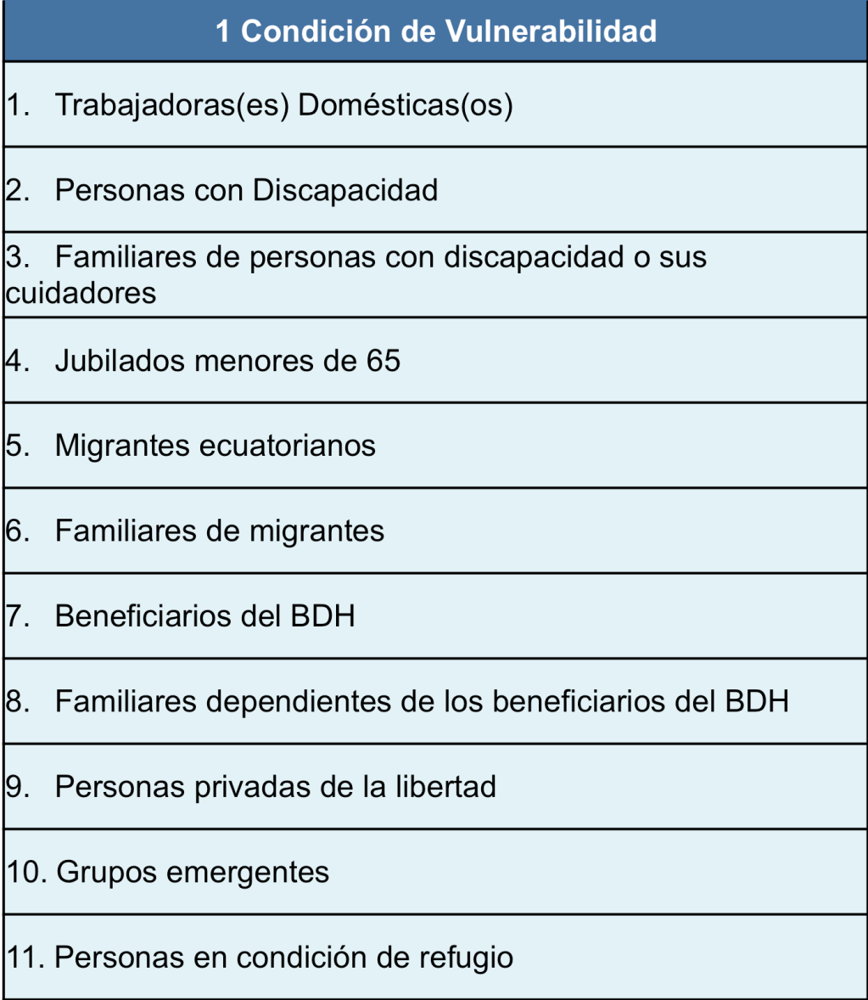 1 Condición de Vulnerabilidad
1. Trabajadoras(es) Domésticas(os)
2. Personas con Discapacidad
3. Familiares de personas con discapacidad o sus
cuidadores
4. Jubilados menores de 65
5. Migrantes ecuatorianos
6. Familiares de migrantes
7. Beneficiarios del BDH
8. Familiares dependientes de los beneficiarios del BDH
9. Personas privadas de la libertad
10. Grupos emergentes
11. Personas en condición de refugio